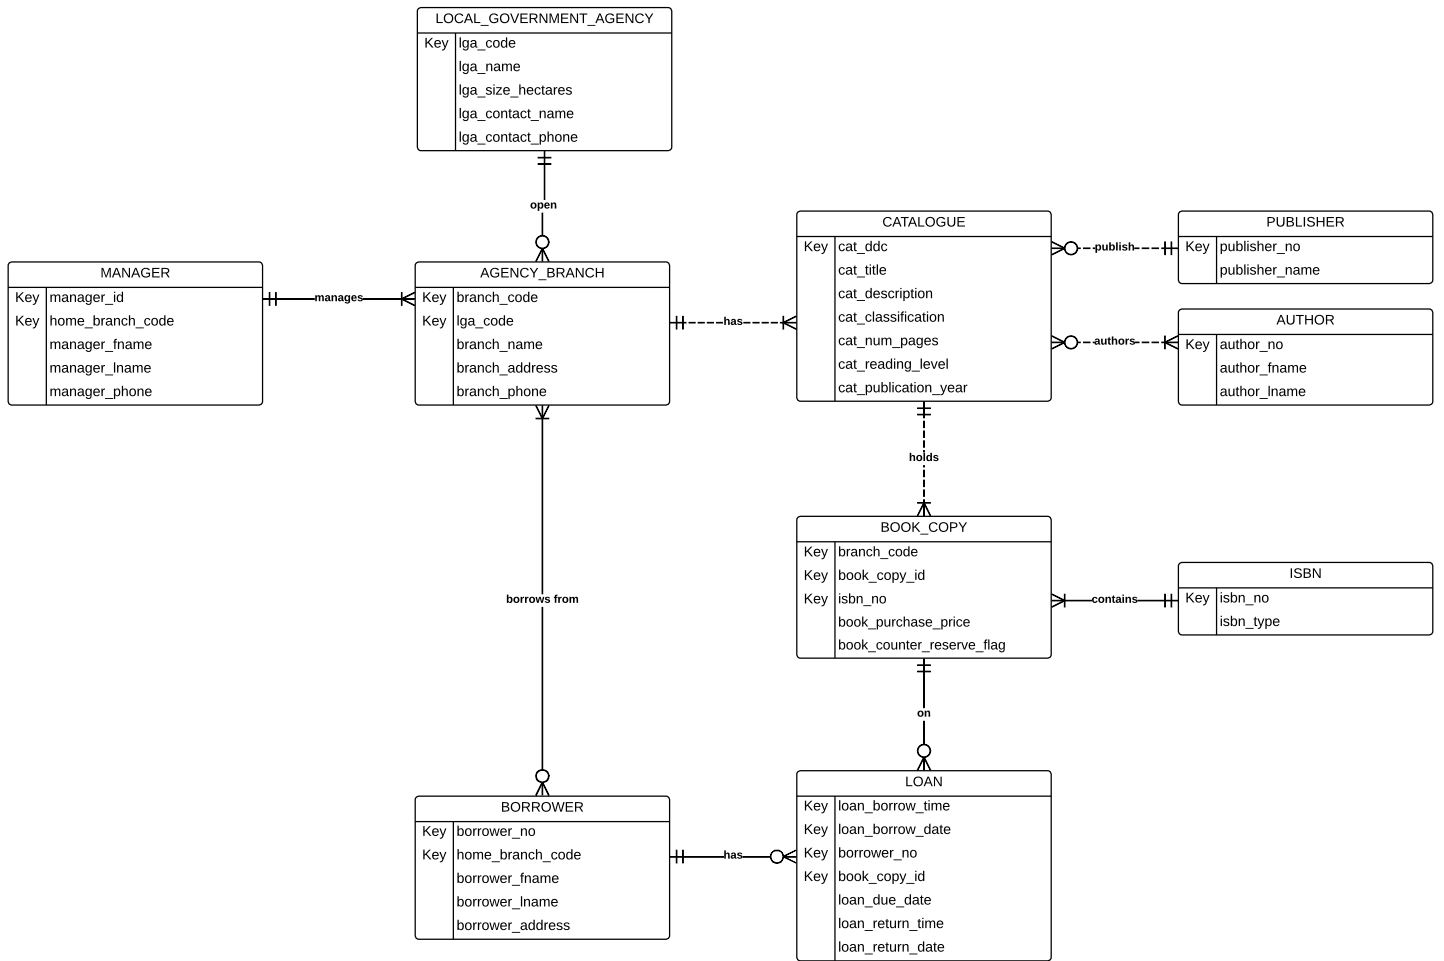 LOCAL_GOVERNMENT_AGENCY
Key lga_code
lga_name
lga_size_hectares
lga_contact_name
lga_contact_phone
open
MANAGER
Key manager_id
Key home_branch_code
manager_fname
manager_lname
manager_phone
manages
AGENCY_BRANCH
Key branch_code
Key lga_code
branch_name
branch_address
branch_phone
has
CATALOGUE
Key cat_ddc
cat_title
cat_description
cat_classification
cat_num_pages
cat_reading_level
cat_publication_year
publish
PUBLISHER
Key publisher_no
publisher_name
authors
AUTHOR
Key author_no
author_fname
author_lname
holds
BOOK_COPY
Key branch_code
Key book_copy_id
Key isbn_no
book_purchase_price
book_counter_reserve_flag
contains
ISBN
Key isbn_no
isbn_type
borrows from
on
BORROWER
Key borrower_no
Key home_branch_code
borrower_fname
borrower_lname
borrower_address
has
LOAN
Key loan_borrow_time
Key loan_borrow_date
Key borrower_no
Key book_copy_id
loan_due_date
loan_return_time
loan_return_date